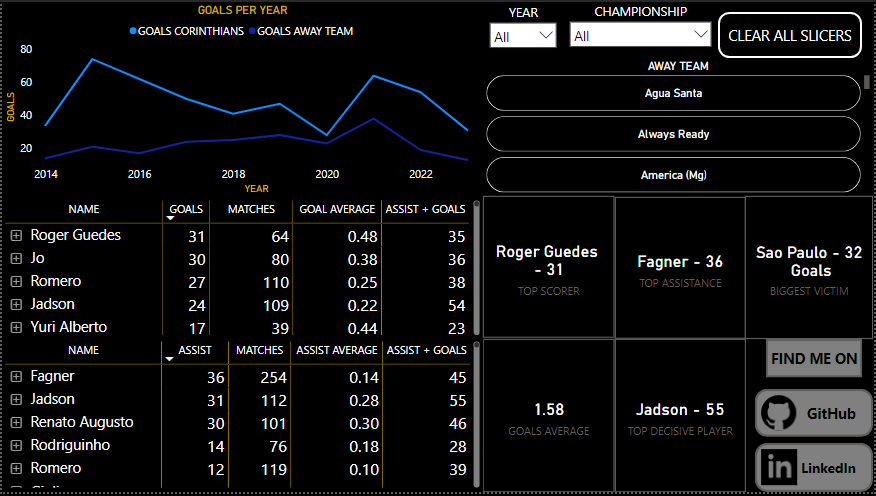 GOALS PER YEAR
GOALS CORINTHIANS GOALS AWAY TEAM
80
60
40
20
GOALS
2014 2016 2018 2020 2022
YEAR
YEAR
All
CHAMPIONSHIP
All
CLEAR ALL SLICERS
AWAY TEAM
Agua Santa
Always Ready
America (Mg)
NAME GOALS MATCHES GOAL AVERAGE ASSIST + GOALS
Roger Guedes 31 64 0.48 35
Jo 30 80 0.38 36
Romero 27 110 0.25 38
Jadson 24 109 0.22 54
Yuri Alberto 17 39 0.44 23
NAME ASSIST MATCHES ASSIST AVERAGE ASSIST + GOALS
Fagner 36 254 0.14 45
Jadson 31 112 0.28 55
Renato Augusto 30 101 0.30 46
Rodriguinho 14 76 0.18 28
Romero 12 119 0.10 39
Roger Guedes
- 31
TOP SCORER
Fagner - 36
TOP ASSISTANCE
Sao Paulo - 32
Goals
BIGGEST VICTIM
1.58
GOALS AVERAGE
Jadson - 55
TOP DECISIVE PLAYER
FIND ME ON
GitHub
in LinkedIn